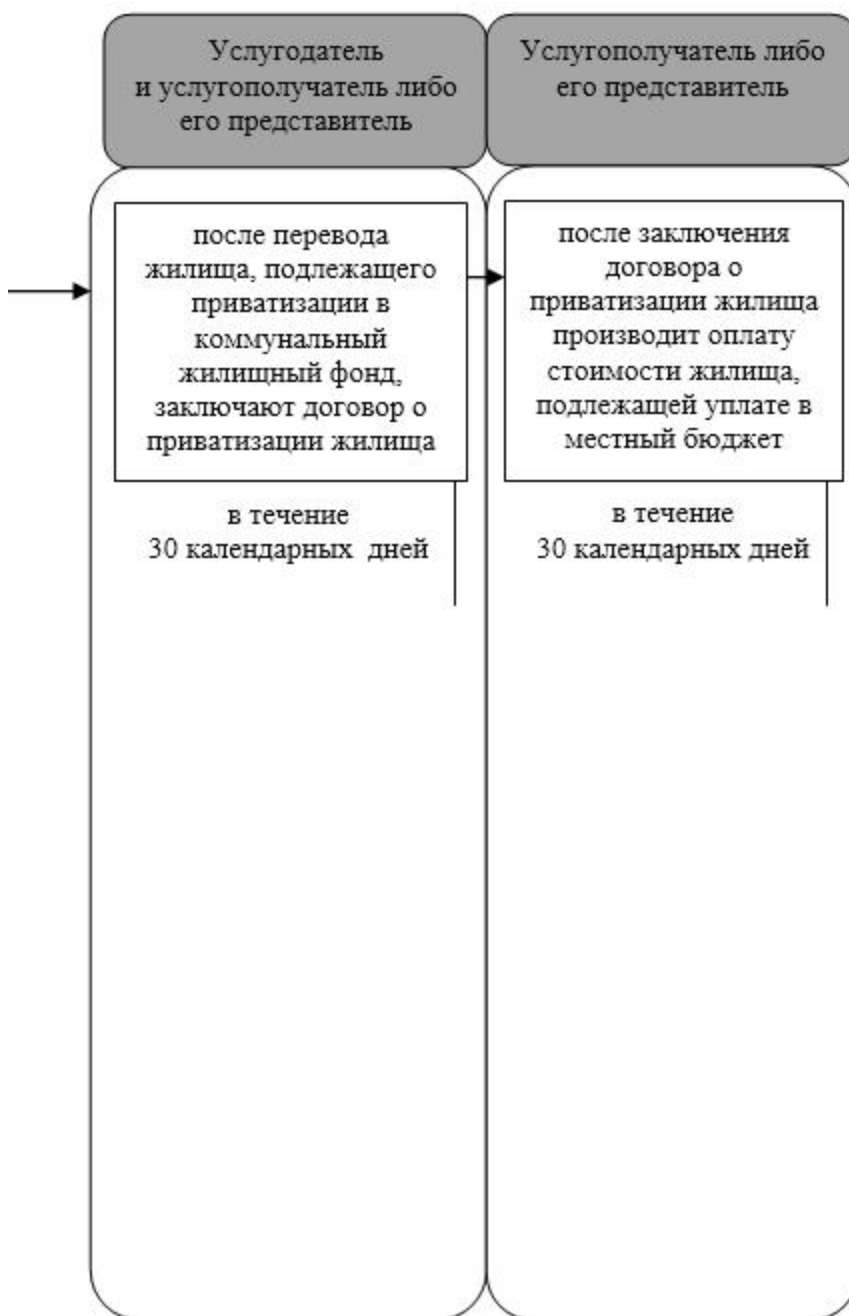 Услугодатель
и услугополучатель либо
его представитель
Услугополучатель либо
его представитель
после перевода
жилища, подлежащего
приватизации в
коммунальный
жилищный фонд,
заключают договор о
приватизации жилища
в течение
30 календарных дней
после заключения
договора о
приватизации жилища
производит оплату
стоимости жилища,
подлежащей уплате в
местный бюджет
в течение
30 календарных дней